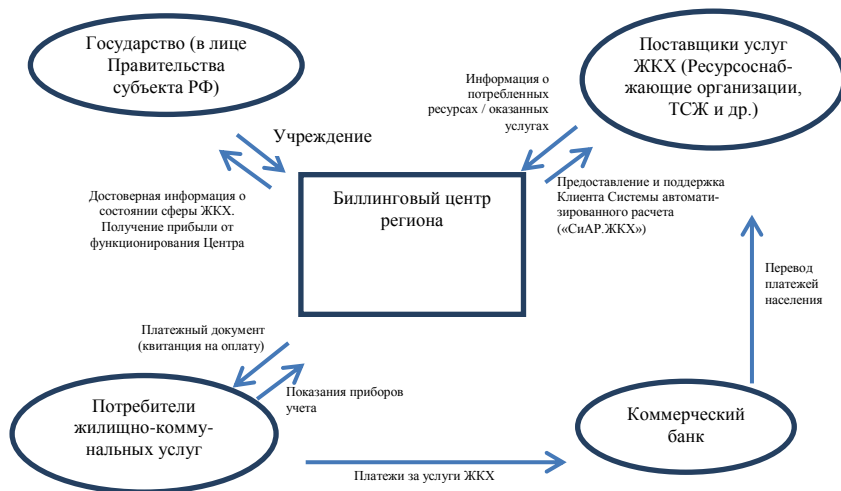 Государство (в лице
Правительства
субъекта РФ)
Поставщики услуг
ЖКХ (Ресурсоснаб-
жающие организации,
ТСЖ и др.)
Информация о
потребленных
ресурсах / оказанных
услугах
Учреждение
Достоверная информация о
состоянии сферы ЖКХ.
Получение прибыли от
функционирования Центра
Биллинговый центр
региона
Предоставление и поддержка
Клиента Системы автомати-
зированного расчета
(«СиАР.ЖКХ»)
Перевод
платежей
населения
Платежный документ
(квитанция на оплату)
Показания приборов
учета
Потребители
жилищно-комму-
нальных услуг
Коммерческий
банк
Платежи за услуги ЖКХ